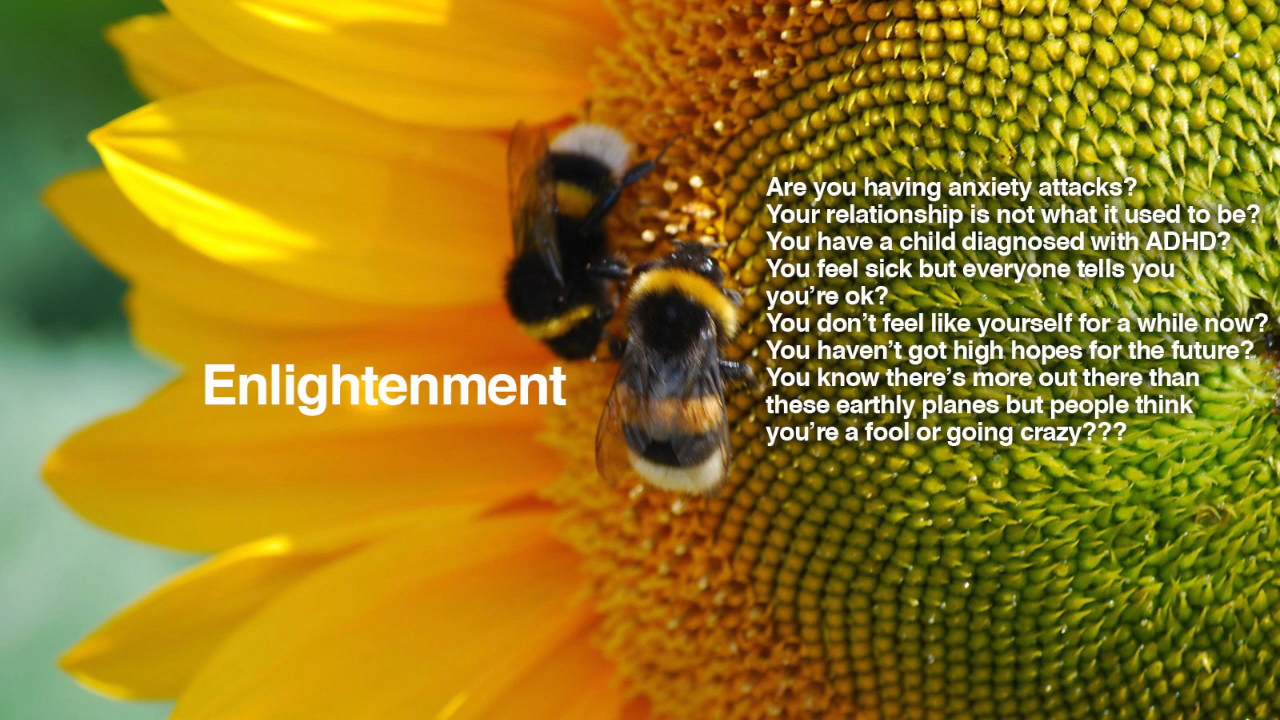 Enlightenment
Are you having anxiety attacks?
Your relationship is not what it used to be?
You have a child diagnosed with ADHD?
You feel sick but everyone tells you
you’re ok?
You don’t feel like yourself for a while now?
You haven’t got high hopes for the future?
You know there’s more out there than
these earthly planes but people think
you’re a fool or going crazy???